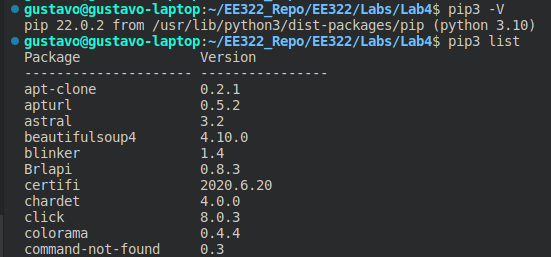 gustavo@gustavo-laptop:~/EE322_Repo/EE322/Labs/Lab4$ pip3 -V
pip 22.0.2 from /usr/lib/python3/dist-packages/pip (python 3.10)
gustavo@gustavo-laptop:~/EE322_Repo/EE322/Labs/Lab4$ pip3 list
Package               Version
--------------------- ----------------
apt-clone             0.2.1
apturl                0.5.2
astral                3.2
beautifulsoup4        4.10.0
blinker               1.4
Brlapi                0.8.3
certifi               2020.6.20
chardet               4.0.0
click                 8.0.3
colorama              0.4.4
command-not-found     0.3